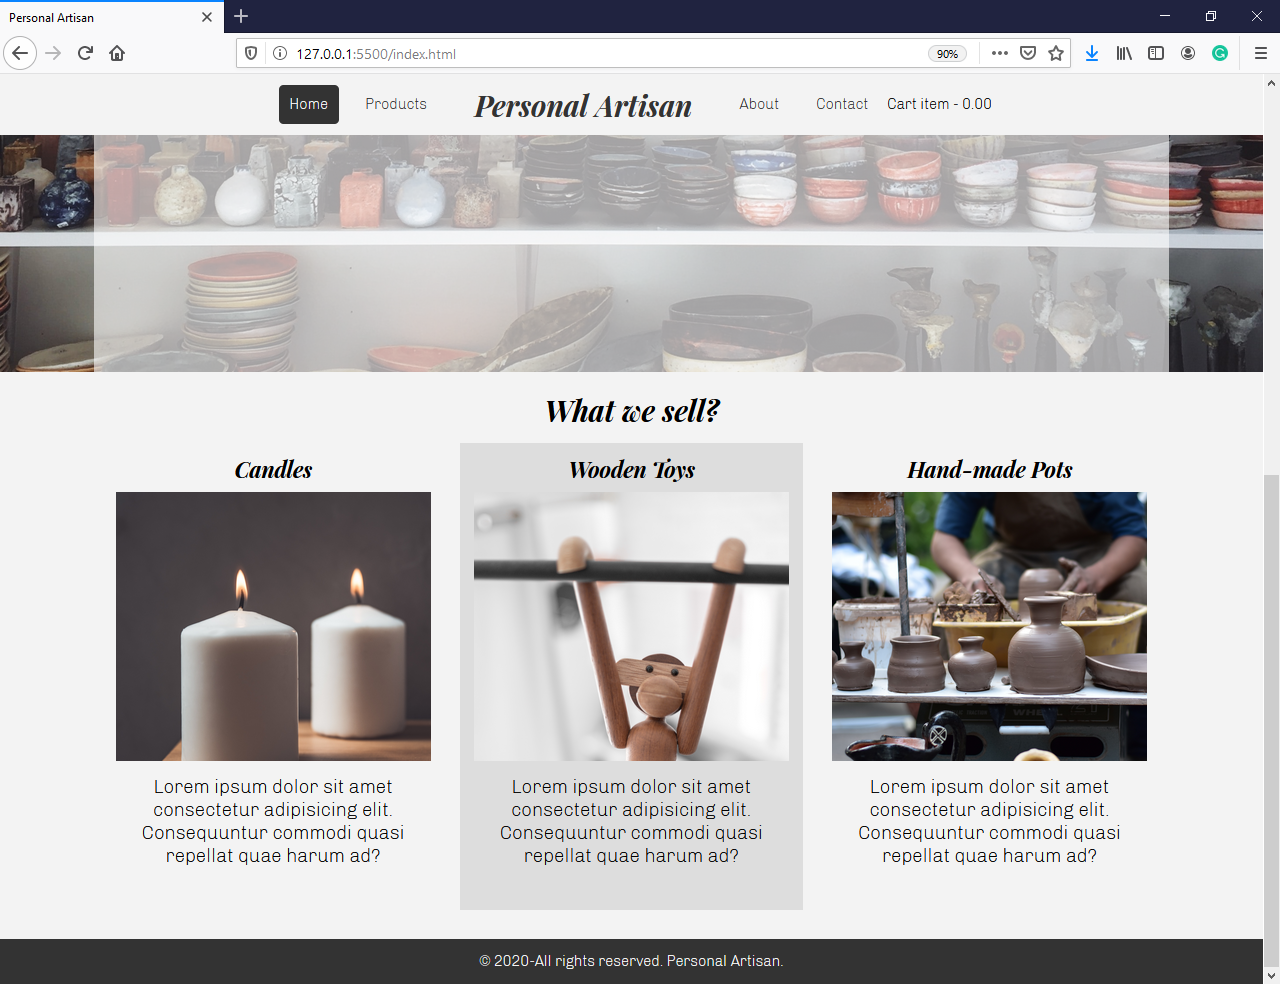 Personal Artisan
127.0.0.1:5500/index.html
90%
Home
Products
Personal Artisan
About
Contact
Cart item - 0.00
What we sell?
Candles
Wooden Toys
Hand-made Pots
Lorem ipsum dolor sit amet
consectetur adipisicing elit.
Consequuntur commodi quasi
repellat quae harum ad?
Lorem ipsum dolor sit amet
consectetur adipisicing elit.
Consequuntur commodi quasi
repellat quae harum ad?
Lorem ipsum dolor sit amet
consectetur adipisicing elit.
Consequuntur commodi quasi
repellat quae harum ad?
© 2020-All rights reserved. Personal Artisan.